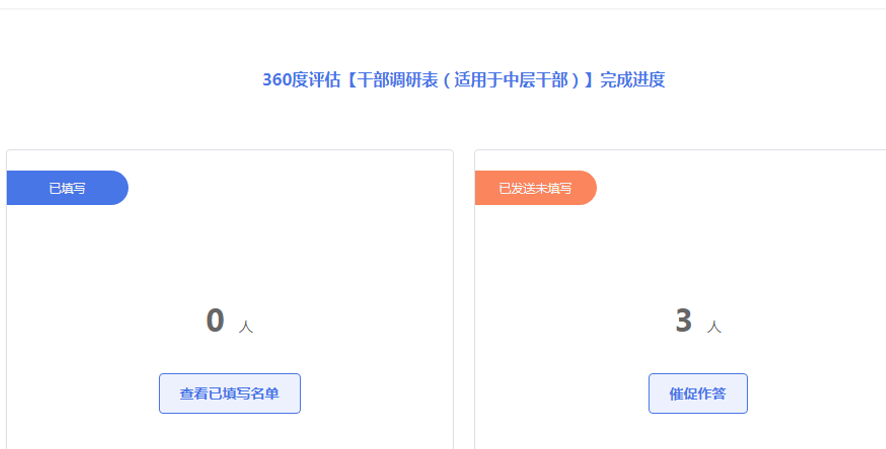 360度评估【干部调研表（适用于中层干部）】完成进度
已填写
已发送未填写
0 人
3 人
查看已填写名单
催促作答